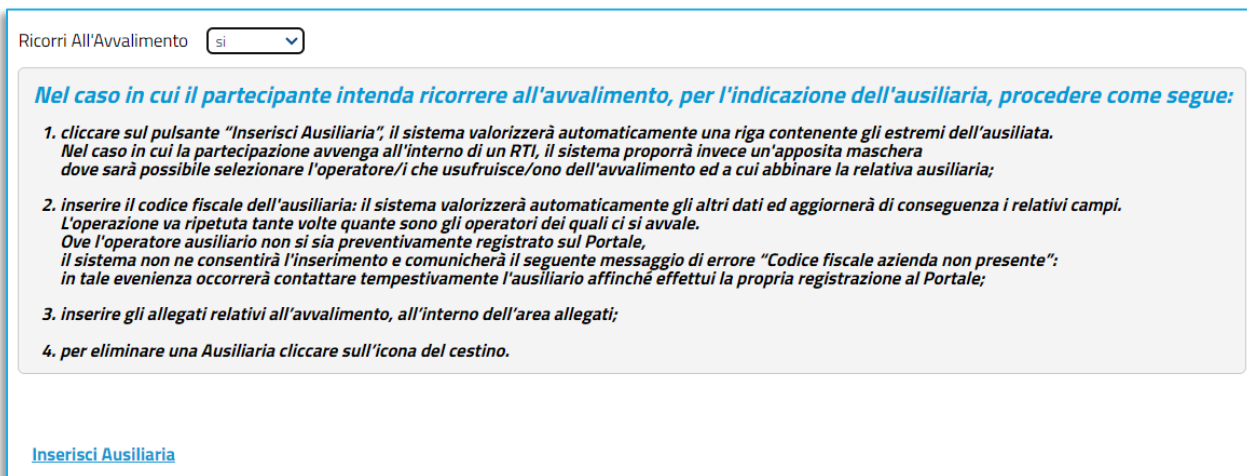 Ricorri All'Avvalimento si
Nel caso in cui il partecipante intenda ricorrere all'avvalimento, per l'indicazione dell'ausiliaria, procedere come segue:
1. cliccare sul pulsante “Inserisci Ausiliaria”, il sistema valorizzerà automaticamente una riga contenente gli estremi dell’ausiliata.
Nel caso in cui la partecipazione avvenga all'interno di un RTI, il sistema proporrà invece un'apposita maschera
dove sarà possibile selezionare l'operatore/i che usufruisce/ono dell'avvalimento ed a cui abbinare la relativa ausiliaria;
2. inserire il codice fiscale dell'ausiliaria: il sistema valorizzerà automaticamente gli altri dati ed aggiornerà di conseguenza i relativi campi.
L'operazione va ripetuta tante volte quante sono gli operatori dei quali ci si avvale.
Ove l'operatore ausiliario non si sia preventivamente registrato sul Portale,
il sistema non ne consentirà l'inserimento e comunicherà il seguente messaggio di errore “Codice fiscale azienda non presente”:
in tale evenienza occorrerà contattare tempestivamente l'ausiliario affinché effettui la propria registrazione al Portale;
3. inserire gli allegati relativi all’avvalimento, all’interno dell’area allegati;
4. per eliminare una Ausiliaria cliccare sull’icona del cestino.
Inserisci Ausiliaria